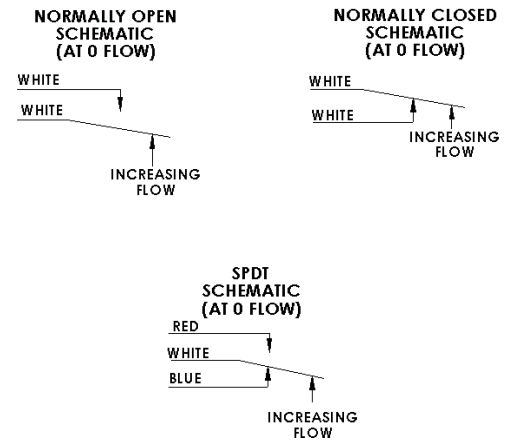 NORMALLY OPEN
SCHEMATIC
(AT 0 FLOW)
WHITE
WHITE
INCREASING
FLOW
NORMALLY CLOSED
SCHEMATIC
(AT 0 FLOW)
WHITE
WHITE
INCREASING
FLOW
SPDT
SCHEMATIC
(AT 0 FLOW)
RED
WHITE
BLUE
INCREASING
FLOW